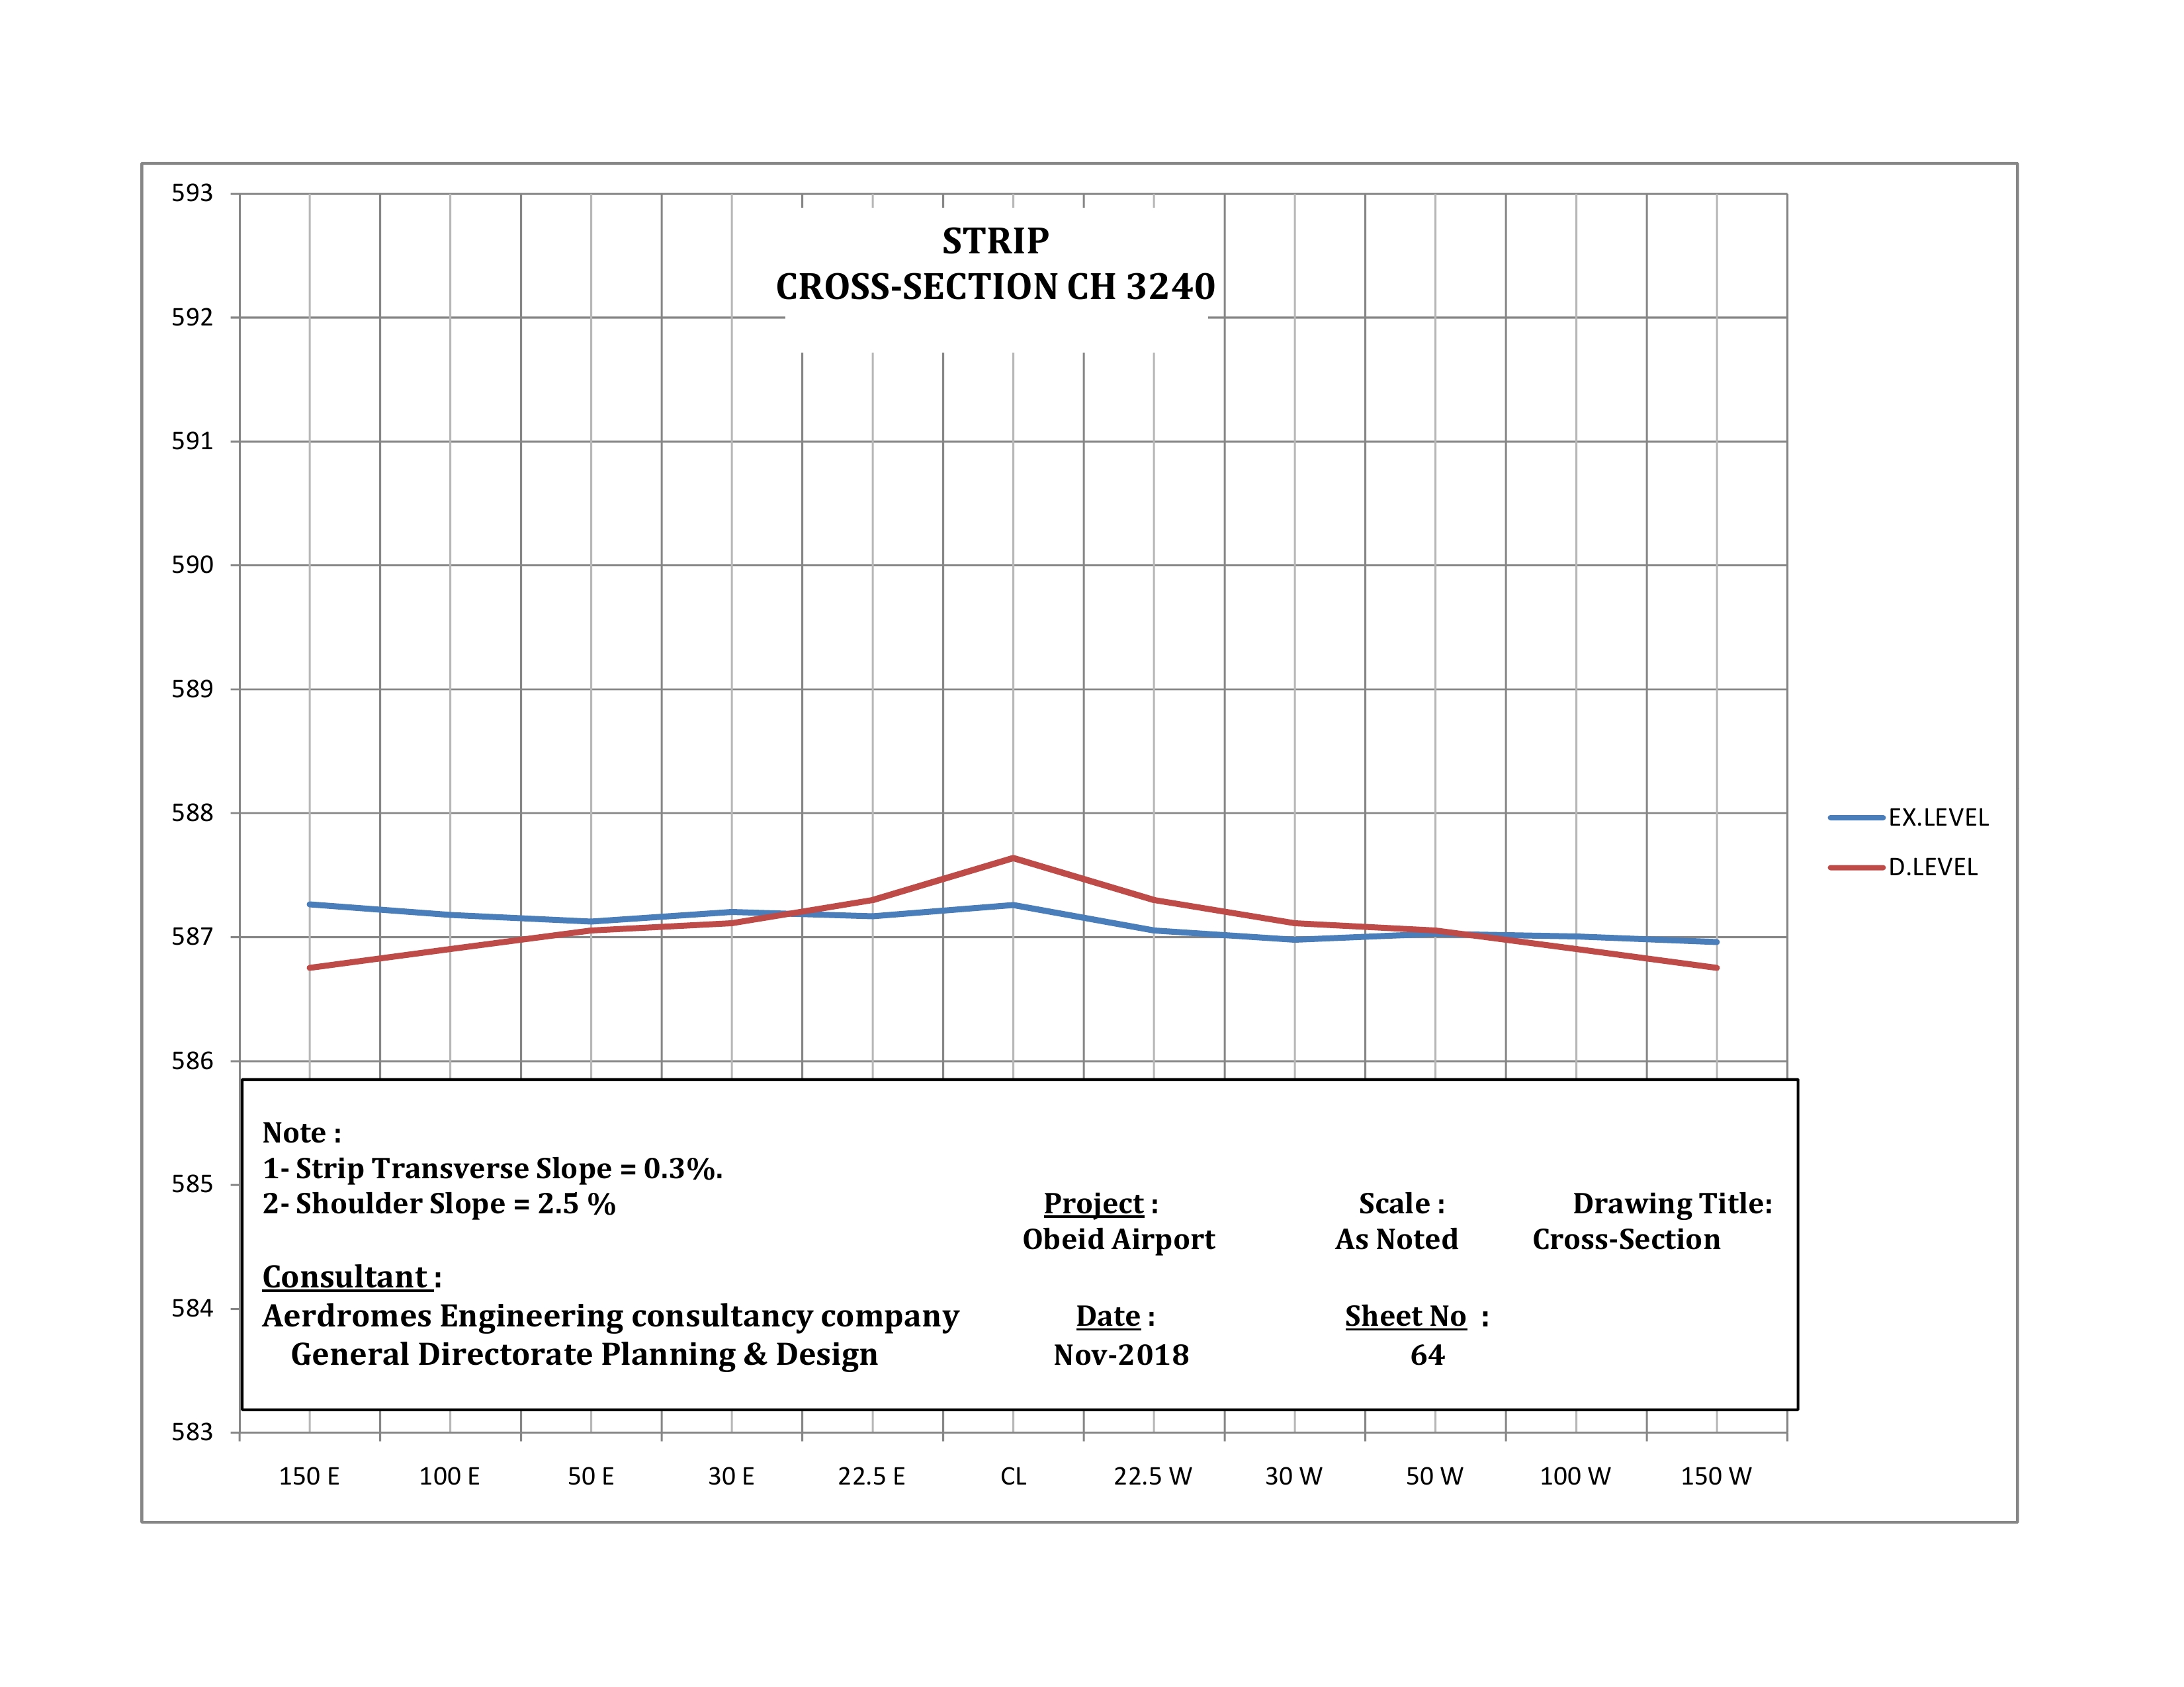 STRIP
CROSS-SECTION CH 3240
593
592
591
590
589
588
587
586
585
584
583
EX.LEVEL
D.LEVEL
Note :
1- Strip Transverse Slope = 0.3%.
2- Shoulder Slope = 2.5 %
Project : Scale : Drawing Title:
Obeid Airport As Noted Cross-Section
Consultant :
Aerdromes Engineering consultancy company Date : Sheet No :
General Directorate Planning & Design Nov-2018 64
150 E 100 E 50 E 30 E 22.5 E CL 22.5 W 30 W 50 W 100 W 150 W